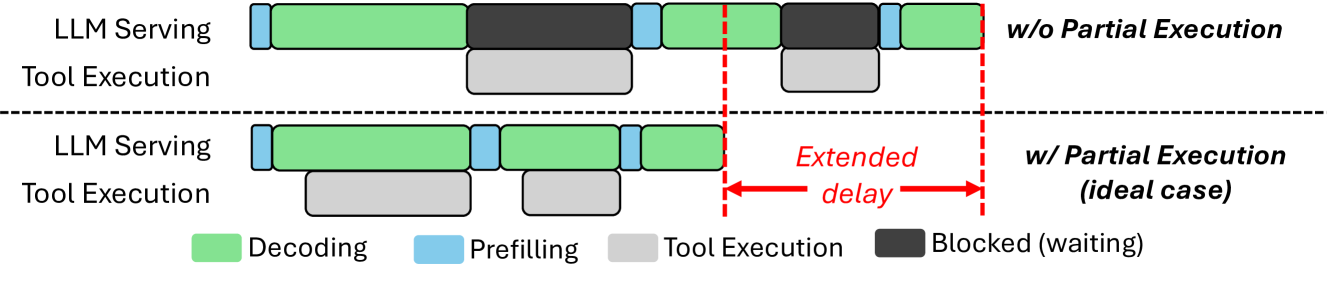 LLM Serving
w/o Partial Execution
Tool Execution
LLM Serving
Tool Execution
Extended
delay
w/ Partial Execution
(ideal case)
Decoding
Prefilling
Tool Execution
Blocked (waiting)